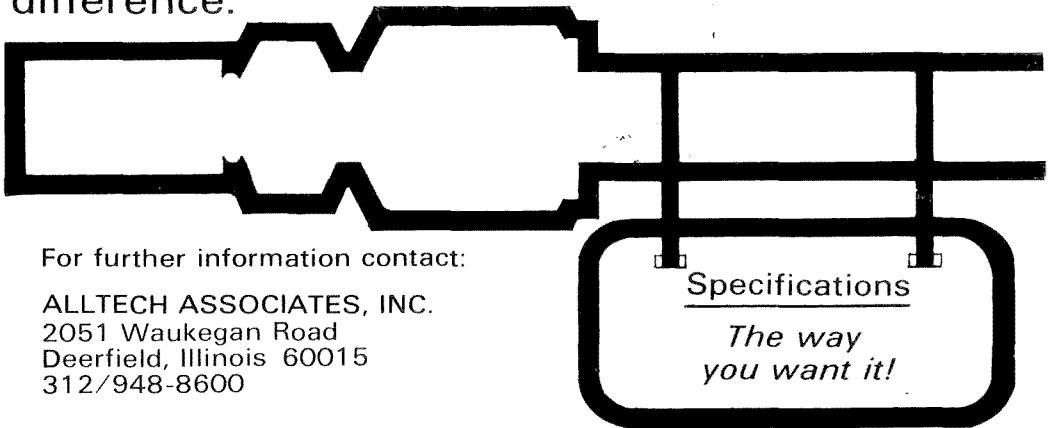 difference.
For further information contact:
ALLTECH ASSOCIATES, INC.
2051 Waukegan Road
Deerfield, Illinois 60015
312/948-8600
Specifications
The way
you want it!